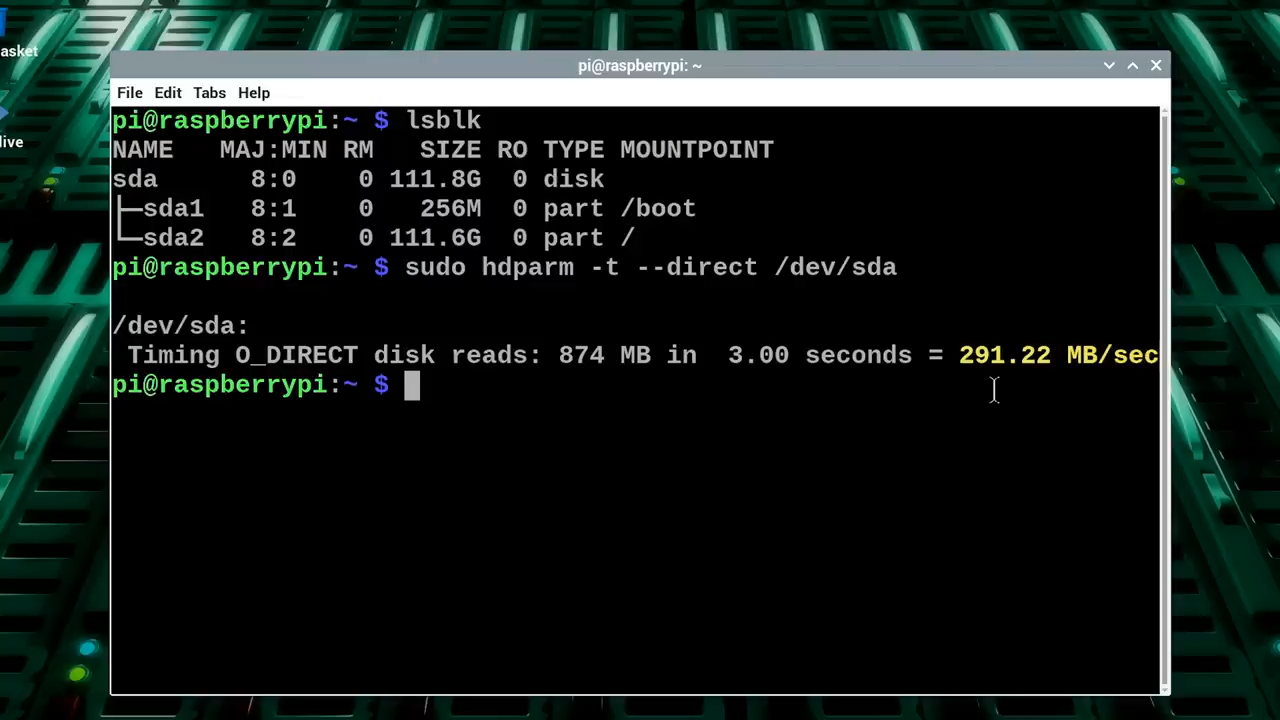 asket
live
pi@raspberrypi: ~
File Edit Tabs Help
pi@raspberrypi:~ $ lsblk
NAME   MAJ:MIN RM   SIZE RO TYPE MOUNTPOINT
sda      8:0    0 111.8G  0 disk
├─sda1   8:1    0   256M  0 part /boot
└─sda2   8:2    0 111.6G  0 part /
pi@raspberrypi:~ $ sudo hdparm -t --direct /dev/sda
/dev/sda:
 Timing O_DIRECT disk reads: 874 MB in  3.00 seconds = 291.22 MB/sec
pi@raspberrypi:~ $